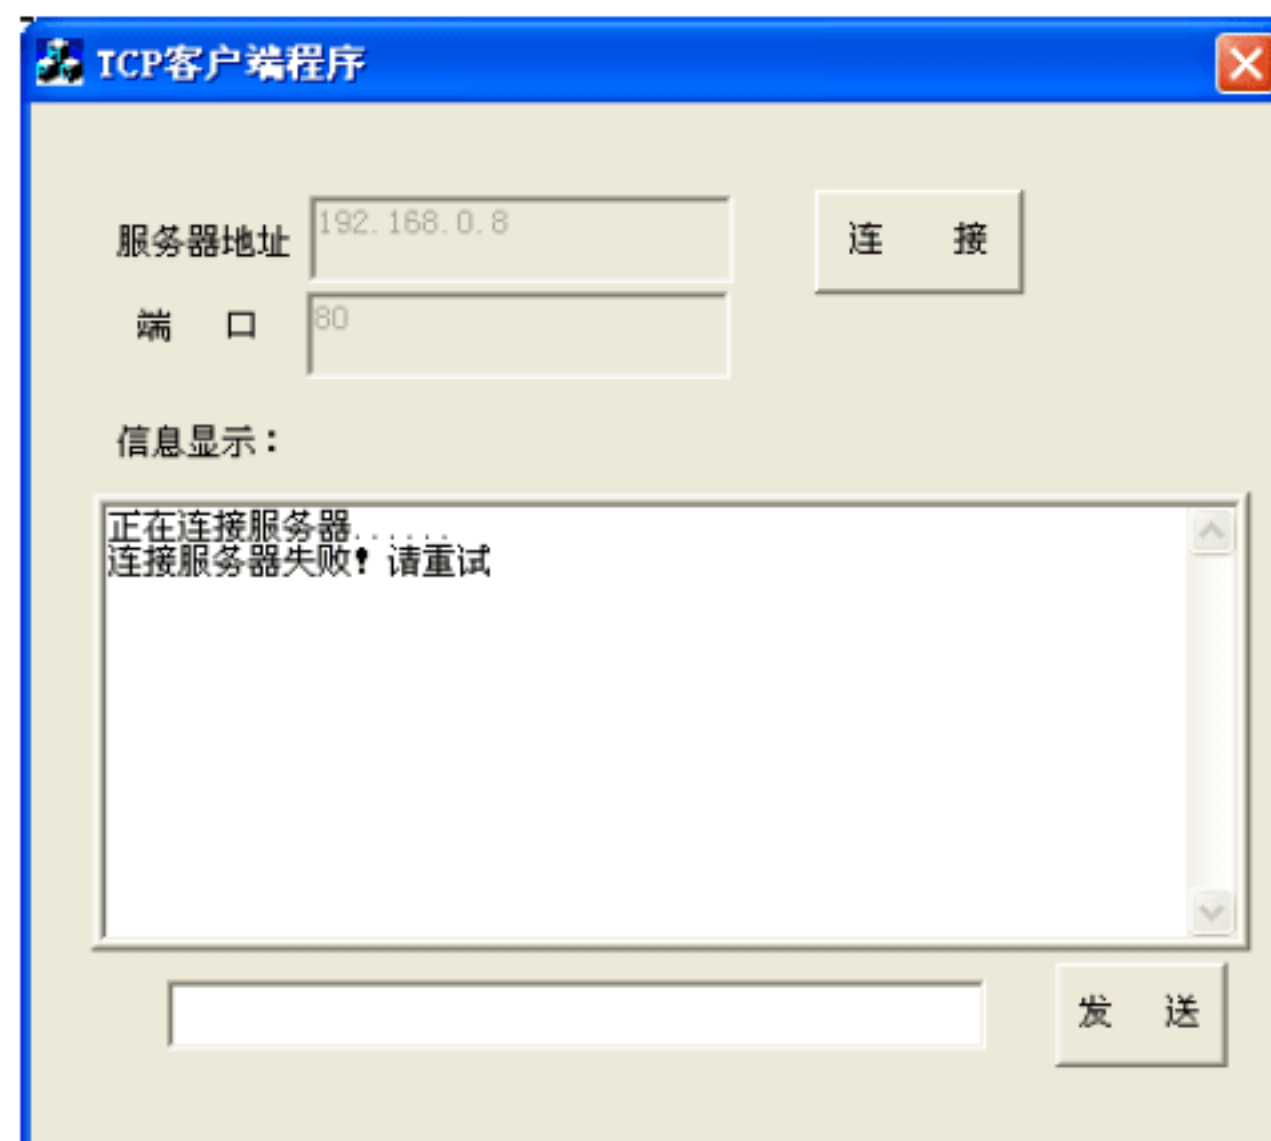 TCP客户端程序
服务器地址 192.168.0.8 连 接
端 口 80
信息显示：
正在连接服务器......
连接服务器失败！请重试
发 送